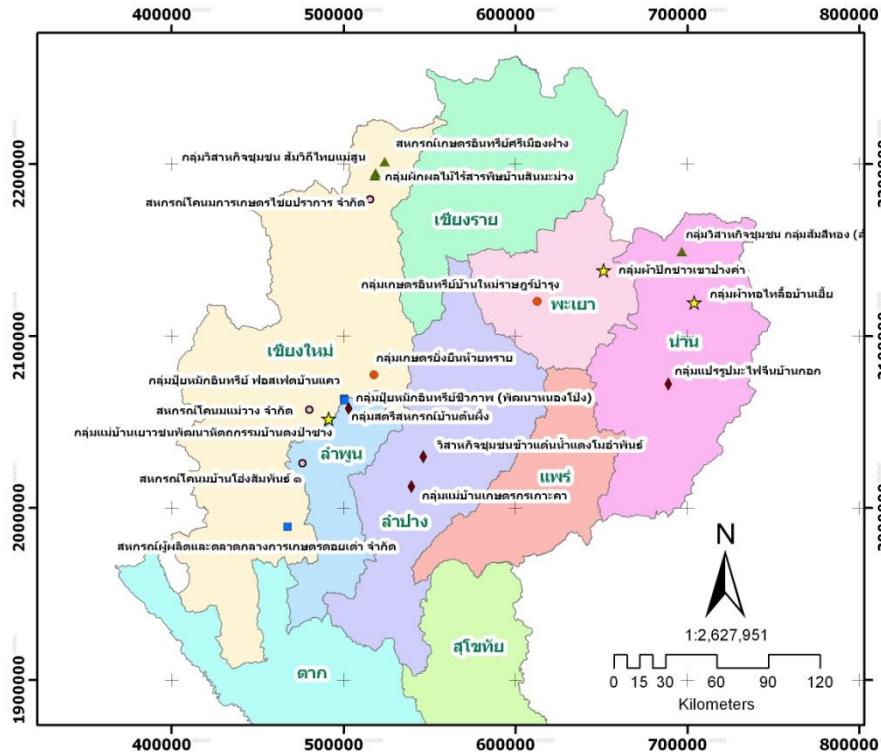 400000 500000 600000 700000 800000
2200000
2100000
2000000
1900000
สหกรณ์เกษตรอินทรีย์ศรีเมืองฝาง
กลุ่มวิสาหกิจชุมชน ส้มวิถีไทยแม่สูน
กลุ่มผักผลไม้ไร้สารพิษบ้านสันมะม่วง
สหกรณ์โคนมการเกษตรไชยปราการ จำกัด
เชียงราย
กลุ่มวิสาหกิจชุมชน กลุ่มส้มสีทอง
กลุ่มผ้าปักชาวเขาปางค่า
กลุ่มเกษตรอินทรีย์บ้านใหม่ราษฎร์บำรุง
พะเยา
กลุ่มผ้าทอไทลื้อบ้านเฮี้ย
น่าน
เชียงใหม่
กลุ่มเกษตรยั่งยืนห้วยทราย
กลุ่มแปรรูปมะไฟจีนบ้านกอก
กลุ่มปุ๋ยหมักอินทรีย์ ฟอสเฟตบ้านแคว
กลุ่มปุ๋ยหมักอินทรีย์ชีวภาพ (พัฒนาหนองโป่ง)
สหกรณ์โคนมแม่วาง จำกัด
กลุ่มสตรีสหกรณ์บ้านต้นผึ้ง
กลุ่มแม่บ้านเยาวชนพัฒนาหัตถกรรมบ้านดงป่าซาง
ลำพูน
วิสาหกิจชุมชนข้าวแต๋นน้ำแตงโมอำพันธ์
แพร่
สหกรณ์โคนมบ้านโฮ่งสัมพันธ์ ๑
กลุ่มแม่บ้านเกษตรกรเกาะคา
ลำปาง
สหกรณ์ผู้ผลิตและตลาดกลางการเกษตรดอยเต่า จำกัด
N
1:2,627,951
สุโขทัย
ตาก
0 15 30 60 90 120
Kilometers
400000 500000 600000 700000 800000
2200000
2100000
2000000
1900000